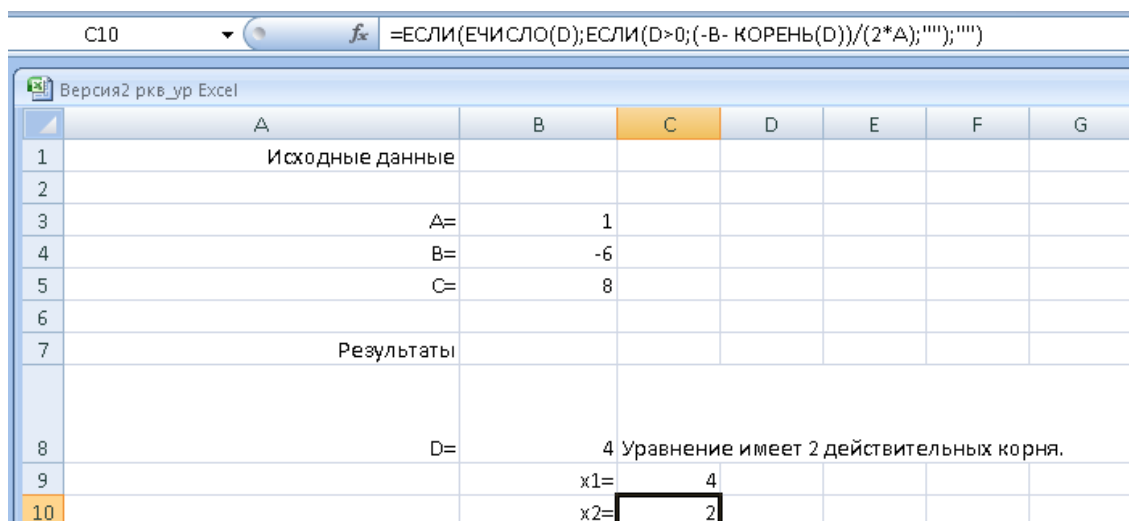 C10 fx =ЕСЛИ(ЕЧИСЛО(D);ЕСЛИ(D>0;(-B- КОРЕНЬ(D))/(2*A);"");"")
Версия2 ркв_ур Excel
A B C D E F G
1 Исходные данные
2
3 A= 1
4 B= -6
5 C= 8
6
7 Результаты
8 D= 4 Уравнение имеет 2 действительных корня.
9 x1= 4
10 x2= 2